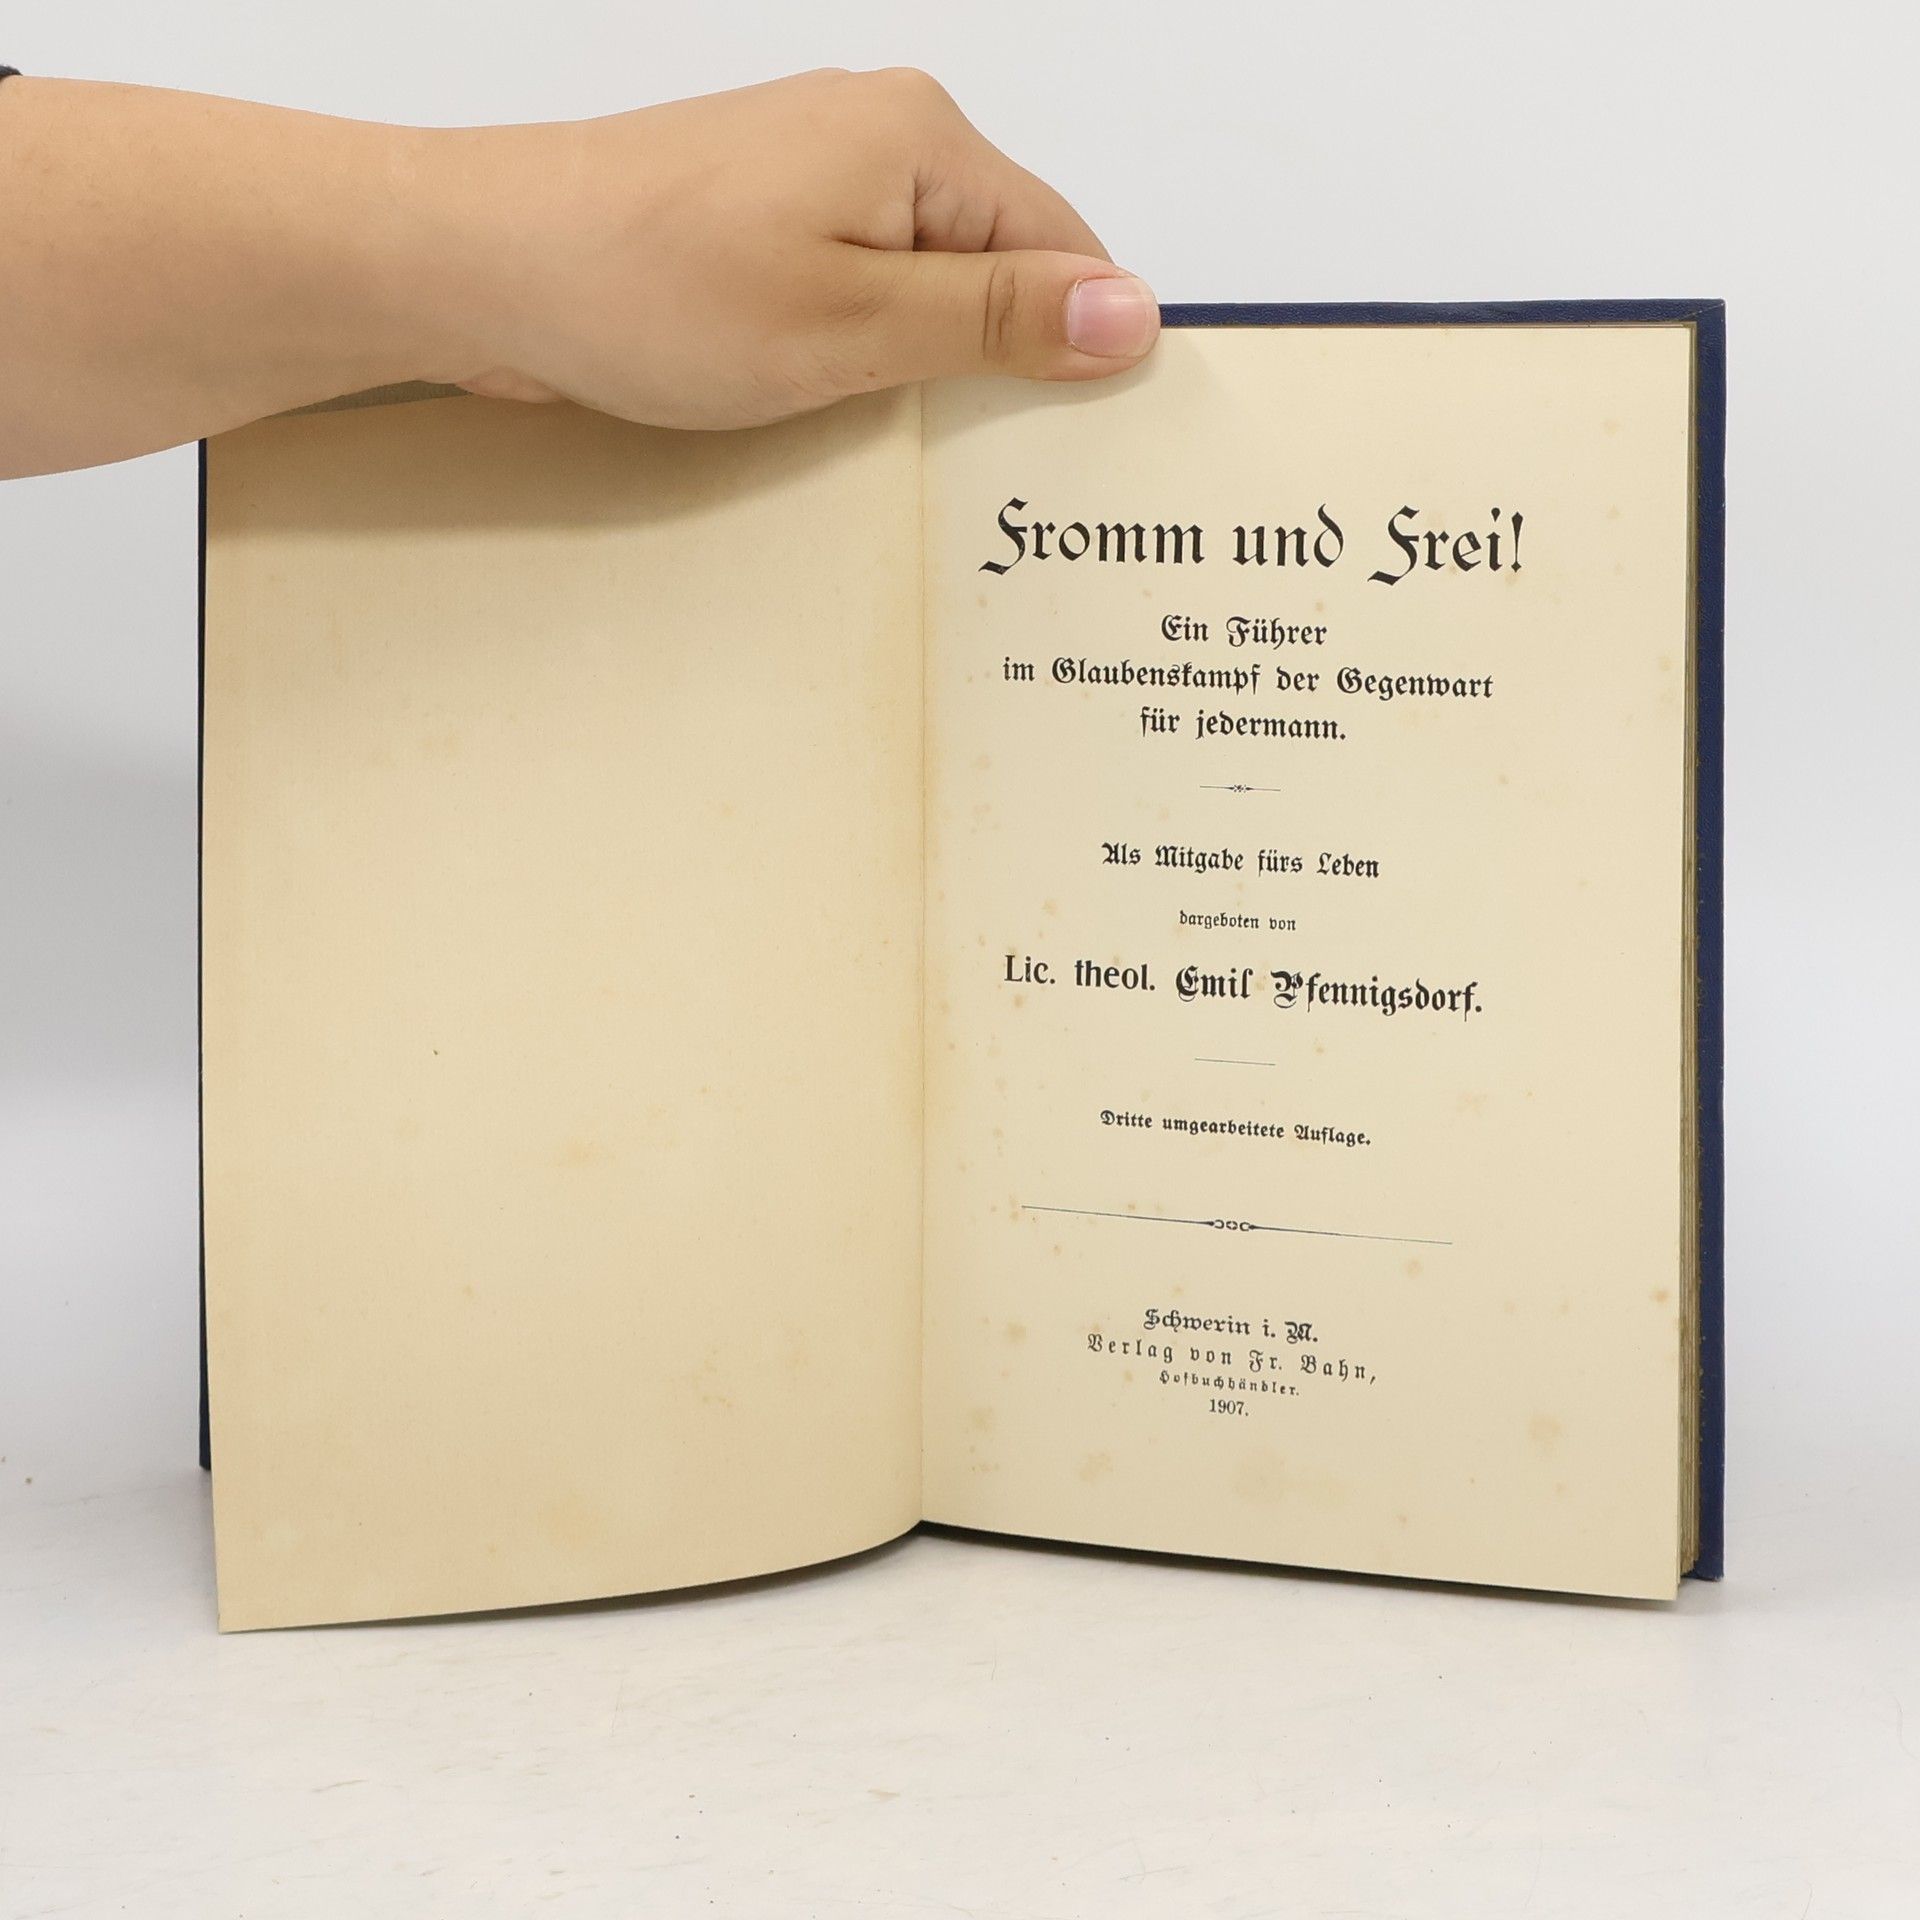 Fromm und Frei!
Ein Führer
im Glaubenskampf der Gegenwart
für jedermann.
Als Mitgabe fürs Leben
dargeboten von
Lic. theol. Emil Pfennigsdorf.
Dritte umgearbeitete Auflage.
Schwerin i. M.
Verlag von Fr. Bahn,
Hofbuchhändler.
1907.